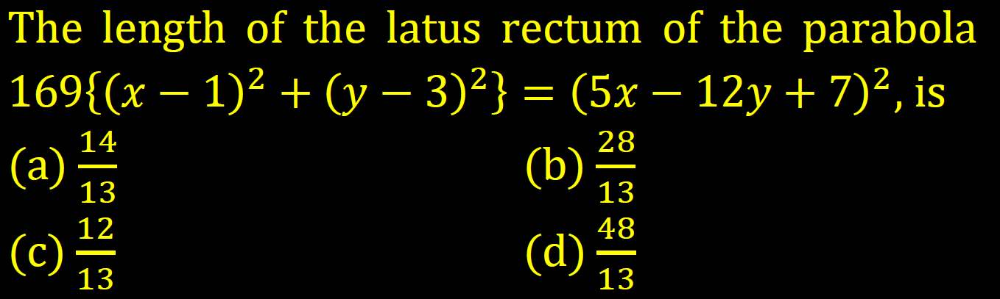 The length of the latus rectum of the parabola
169{(x − 1)² + (y − 3)²} = (5x − 12y + 7)², is
(a) 14/13 (b) 28/13
(c) 12/13 (d) 48/13